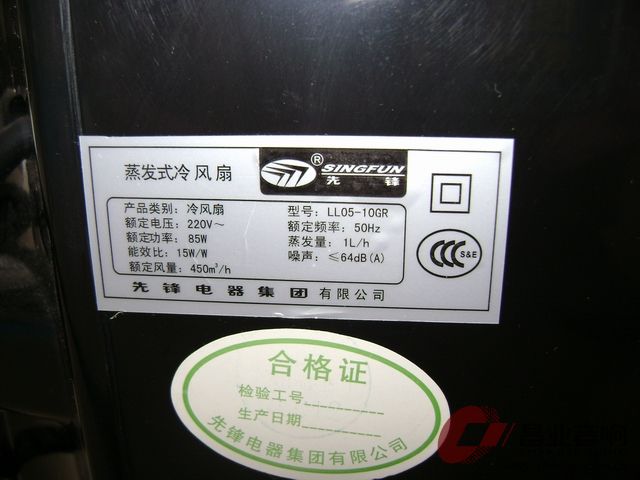 蒸发式冷风扇
® SINGFUN
先锋
产品类别：冷风扇 型号：LL05-10GR
额定电压：220V～ 额定频率：50Hz
额定功率：85W 蒸发量：1L/h
能效比：15W/W 噪声：≤64dB(A)
额定风量：450m³/h
CCC S&E
先锋电器集团有限公司
合格证
检验工号
生产日期
先锋电器集团有限公司